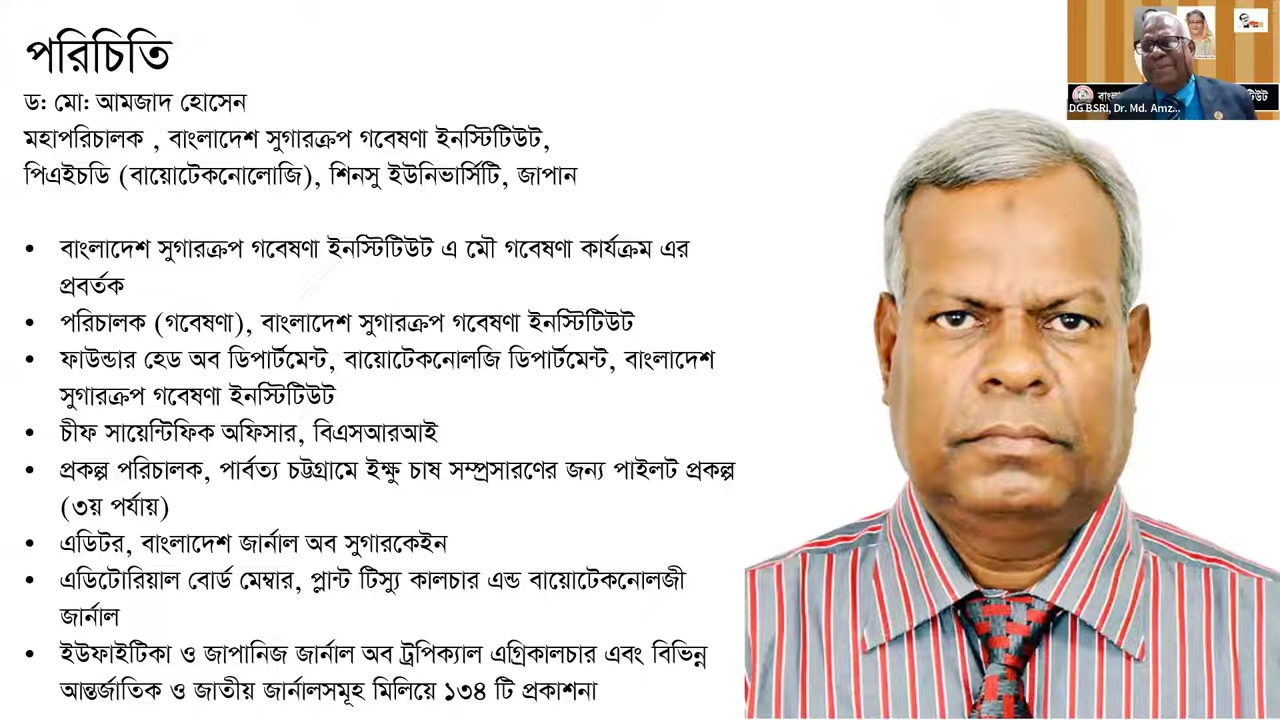 পরিচিতি
ড: মো: আমজাদ হোসেন
মহাপরিচালক , বাংলাদেশ সুগারক্রপ গবেষণা ইনস্টিটিউট,
পিএইচডি (বায়োটেকনোলোজি), শিনসু ইউনিভার্সিটি, জাপান
• বাংলাদেশ সুগারক্রপ গবেষণা ইনস্টিটিউট এ মৌ গবেষণা কার্যক্রম এর
প্রবর্তক
• পরিচালক (গবেষণা), বাংলাদেশ সুগারক্রপ গবেষণা ইনস্টিটিউট
• ফাউন্ডার হেড অব ডিপার্টমেন্ট, বায়োটেকনোলজি ডিপার্টমেন্ট, বাংলাদেশ
সুগারক্রপ গবেষণা ইনস্টিটিউট
• চীফ সায়েন্টিফিক অফিসার, বিএসআরআই
• প্রকল্প পরিচালক, পার্বত্য চট্টগ্রামে ইক্ষু চাষ সম্প্রসারণের জন্য পাইলট প্রকল্প
(৩য় পর্যায়)
• এডিটর, বাংলাদেশ জার্নাল অব সুগারকেইন
• এডিটোরিয়াল বোর্ড মেম্বার, প্লান্ট টিস্যু কালচার এন্ড বায়োটেকনোলজী
জার্নাল
• ইউফাইটিকা ও জাপানিজ জার্নাল অব ট্রপিক্যাল এগ্রিকালচার এবং বিভিন্ন
আন্তর্জাতিক ও জাতীয় জার্নালসমূহ মিলিয়ে ১৩৪ টি প্রকাশনা
DG BSRI, Dr. Md. Amz...